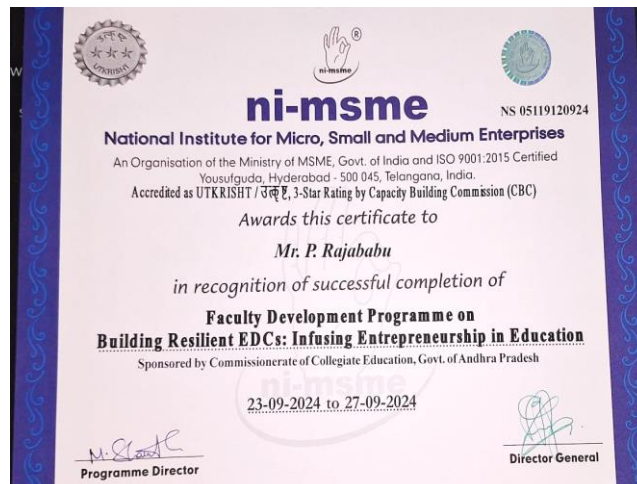 उत्कृष्ट
UTKRISHT
®
ni-msme
ni-msme
NS 05119120924
National Institute for Micro, Small and Medium Enterprises
An Organisation of the Ministry of MSME, Govt. of India and ISO 9001:2015 Certified
Yousufguda, Hyderabad - 500 045, Telangana, India.
Accredited as UTKRISHT / उत्कृष्ट, 3-Star Rating by Capacity Building Commission (CBC)
Awards this certificate to
Mr. P. Rajababu
in recognition of successful completion of
Faculty Development Programme on
Building Resilient EDCs: Infusing Entrepreneurship in Education
Sponsored by Commissionerate of Collegiate Education, Govt. of Andhra Pradesh
ni-msme
23-09-2024 to 27-09-2024
Programme Director
Director General